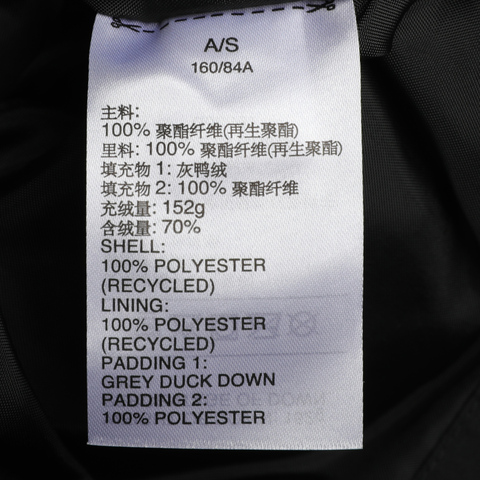 A/S
160/84A
主料:
100% 聚酯纤维(再生聚酯)
里料: 100% 聚酯纤维(再生聚酯)
填充物 1: 灰鸭绒
填充物 2: 100% 聚酯纤维
充绒量: 152g
含绒量: 70%
SHELL:
100% POLYESTER
(RECYCLED)
LINING:
100% POLYESTER
(RECYCLED)
PADDING 1:
GREY DUCK DOWN
PADDING 2:
100% POLYESTER